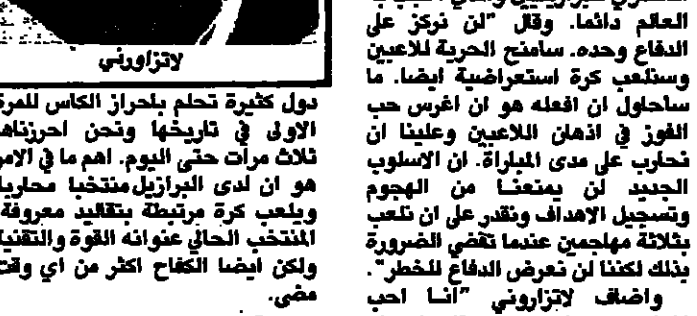 العالم دائما. وقال "لن نركز على
الدفاع وحده. سامنح الحرية للاعبين
وسنلعب كرة استعراضية ايضا. ما
ساحاول ان افعله هو ان اغرس حب
الفوز في اذهان اللاعبين وعلينا ان
نحارب على مدى المباراة. ان الاسلوب
الجديد لن يمنعنا من الهجوم
وتسجيل الاهداف ونقدر على ان نلعب
بثلاثة مهاجمين عندما تقضي الضرورة
بذلك لكننا لن نعرض الدفاع للخطر".
واضاف لاتزاروني "انا احب
لاتزاورني
دول كثيرة تحلم باحراز الكاس للمرة
الاولى في تاريخها ونحن احرزناها
ثلاث مرات حتى اليوم. اهم ما في الامر
هو ان لدى البرازيل منتخبا محاربا
ويلعب كرة مرتبطة بتقاليد معروفة.
المنتخب الحالي عنوانه القوة والتقنية
ولكن ايضا الكفاح اكثر من اي وقت
مضى.